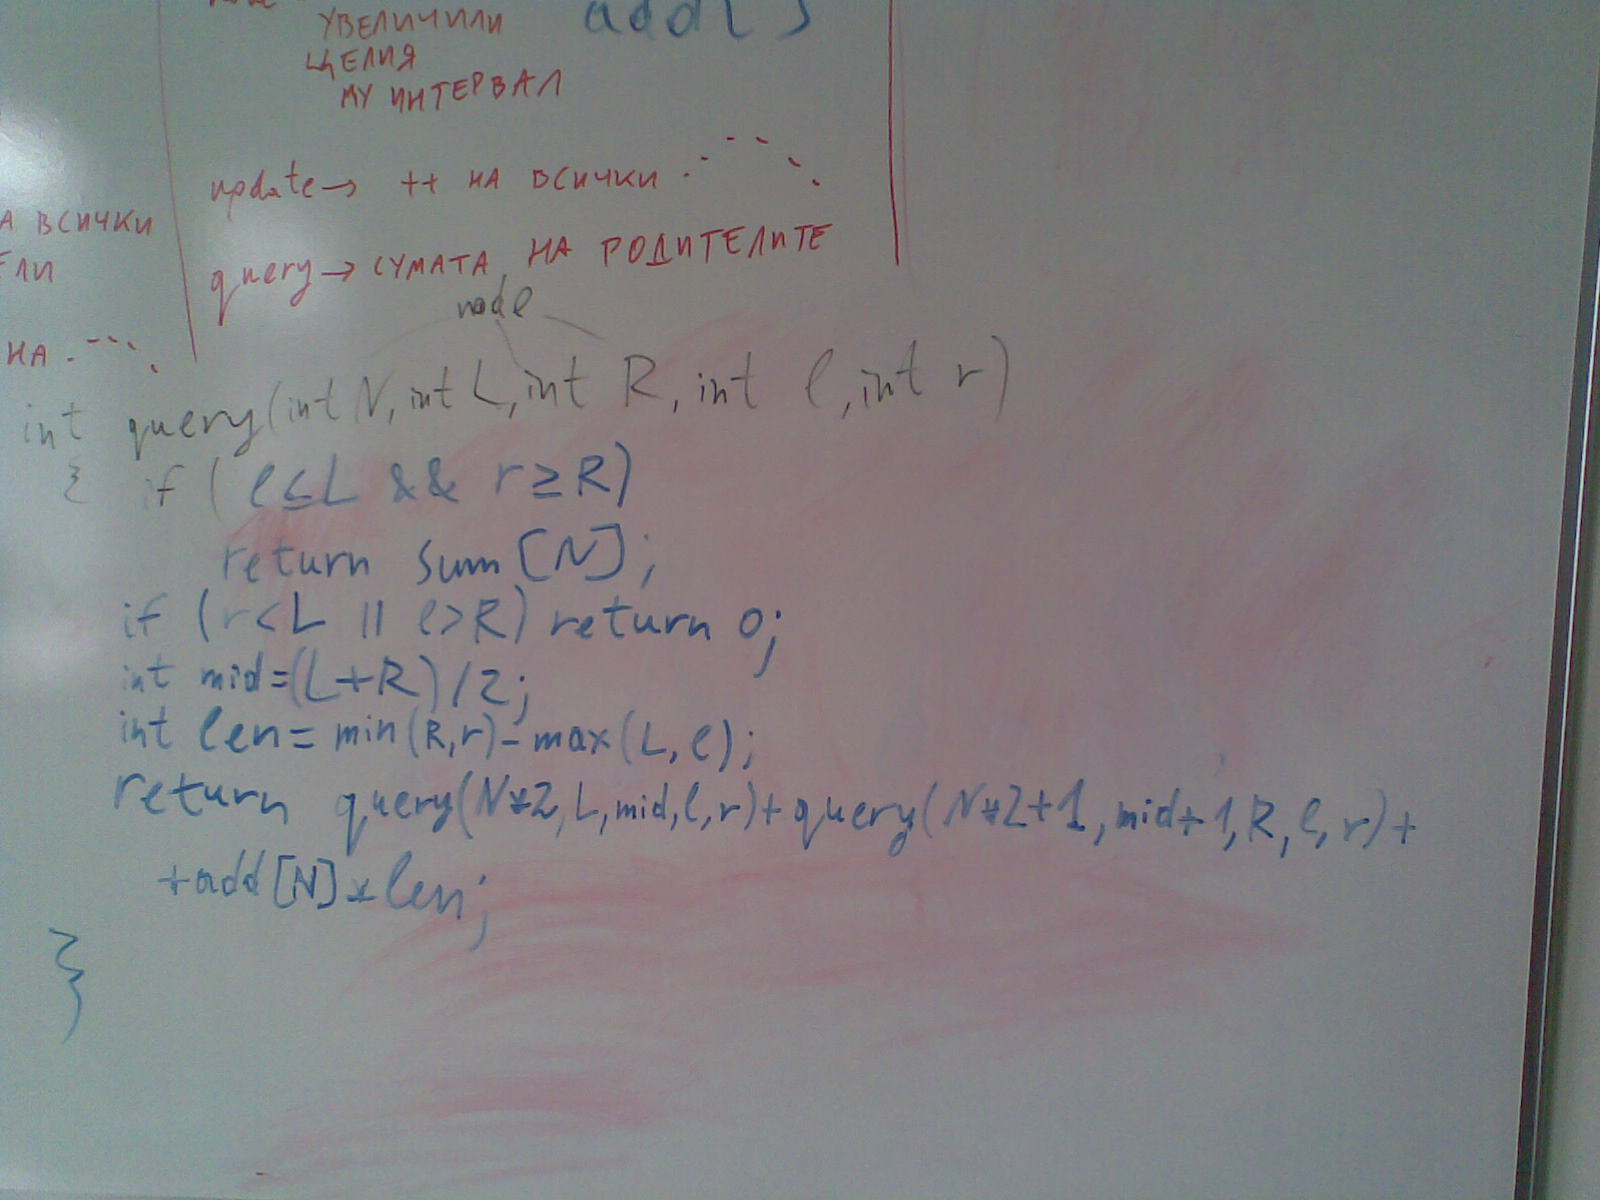 УВЕЛИЧИЛИ
ЦЕЛИЯ
МУ ИНТЕРВАЛ
add[]
update→ ++ НА ВСИЧКИ
query→ СУМАТА НА РОДИТЕЛИТЕ
А ВСИЧКИ
ЕЛИ
НА
node
int query(int N, int L, int R, int l, int r)
{ if (l≤L && r≥R)
return sum[N];
if (r<L || l>R) return 0;
int mid=(L+R)/2;
int len=min(R,r)-max(L,l);
return query(N*2,L,mid,l,r)+query(N*2+1,mid+1,R,l,r)+
+add[N]*len;
}